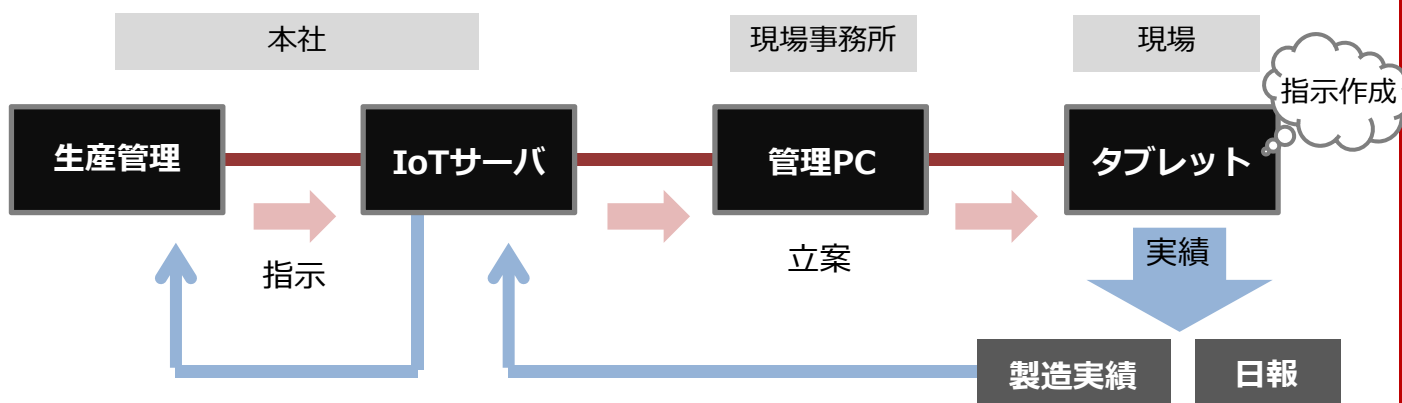 本社
現場事務所
現場
指示作成
生産管理
IoTサーバ
管理PC
タブレット
指示
立案
実績
製造実績
日報